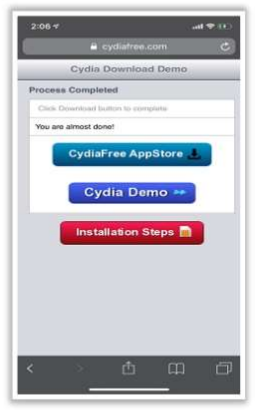 2:06
cydiafree.com
Cydia Download Demo
Process Completed
Click Download button to complete
You are almost done!
CydiaFree AppStore
Cydia Demo
Installation Steps